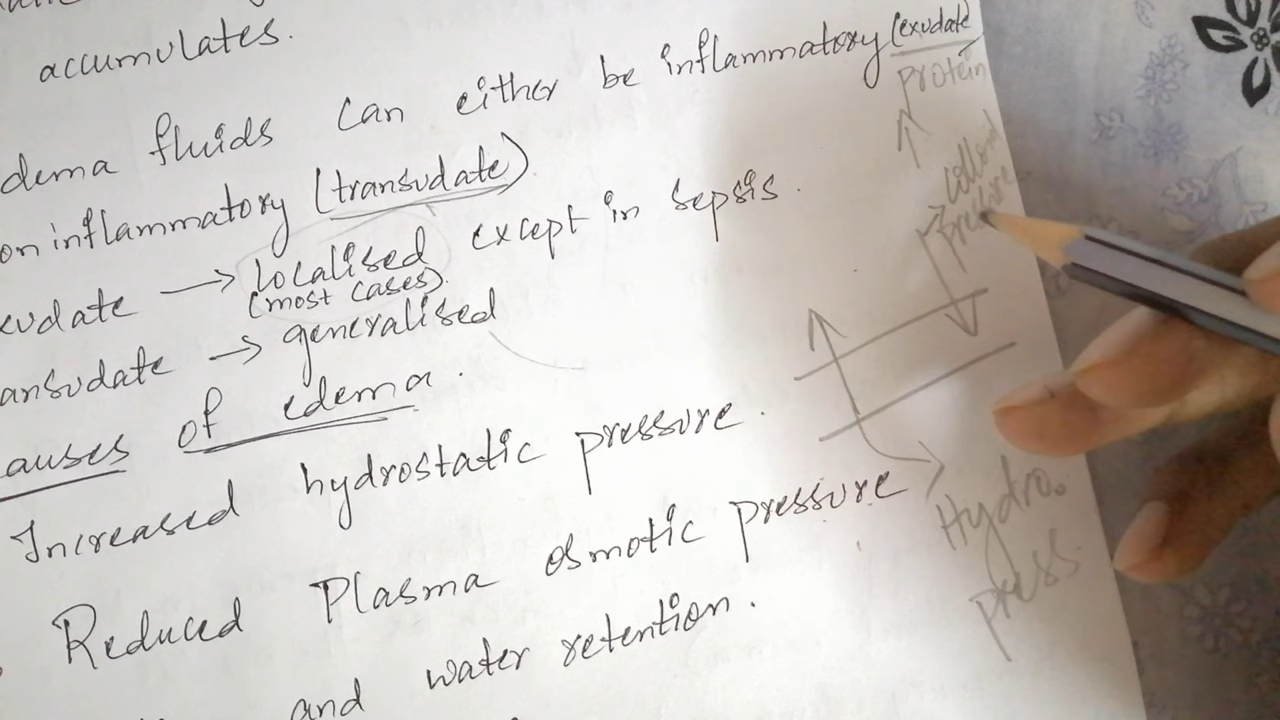 accumulates.
dema fluids can either be inflammatory (exudate
on inflammatory (transudate)
xudate → localised except in sepsis.
(most cases).
ansudate → generalised
auses of edema.
Increased hydrostatic pressure.
Reduced Plasma osmotic pressure
and water retention.
protein
↑
colloid
pressure
Hydro.
press.